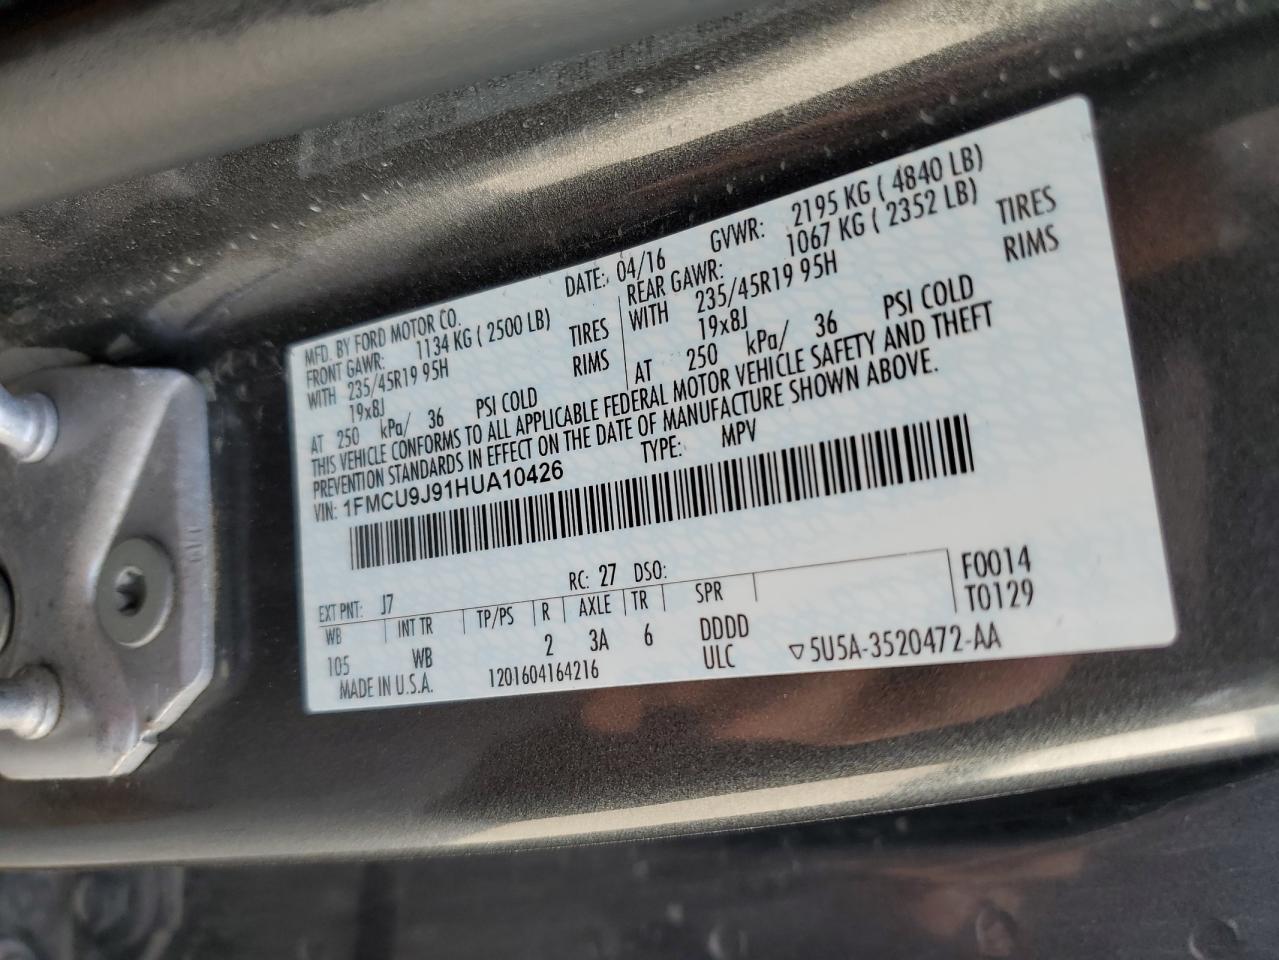 MFD. BY FORD MOTOR CO.
DATE: 04/16 GVWR: 2195 KG ( 4840 LB)
FRONT GAWR: 1134 KG ( 2500 LB) REAR GAWR: 1067 KG ( 2352 LB)
WITH 235/45R19 95H TIRES WITH 235/45R19 95H TIRES
19x8J RIMS 19x8J RIMS
AT 250 kPa/ 36 PSI COLD AT 250 kPa/ 36 PSI COLD
THIS VEHICLE CONFORMS TO ALL APPLICABLE FEDERAL MOTOR VEHICLE SAFETY AND THEFT
PREVENTION STANDARDS IN EFFECT ON THE DATE OF MANUFACTURE SHOWN ABOVE.
VIN: 1FMCU9J91HUA10426 TYPE: MPV
EXT PNT: J7 RC: 27 DSO: F0014
WB INT TR TP/PS R AXLE TR SPR T0129
105 WB 2 3A 6 DDDD
MADE IN U.S.A. 1201604164216 ULC ▽5U5A-3520472-AA